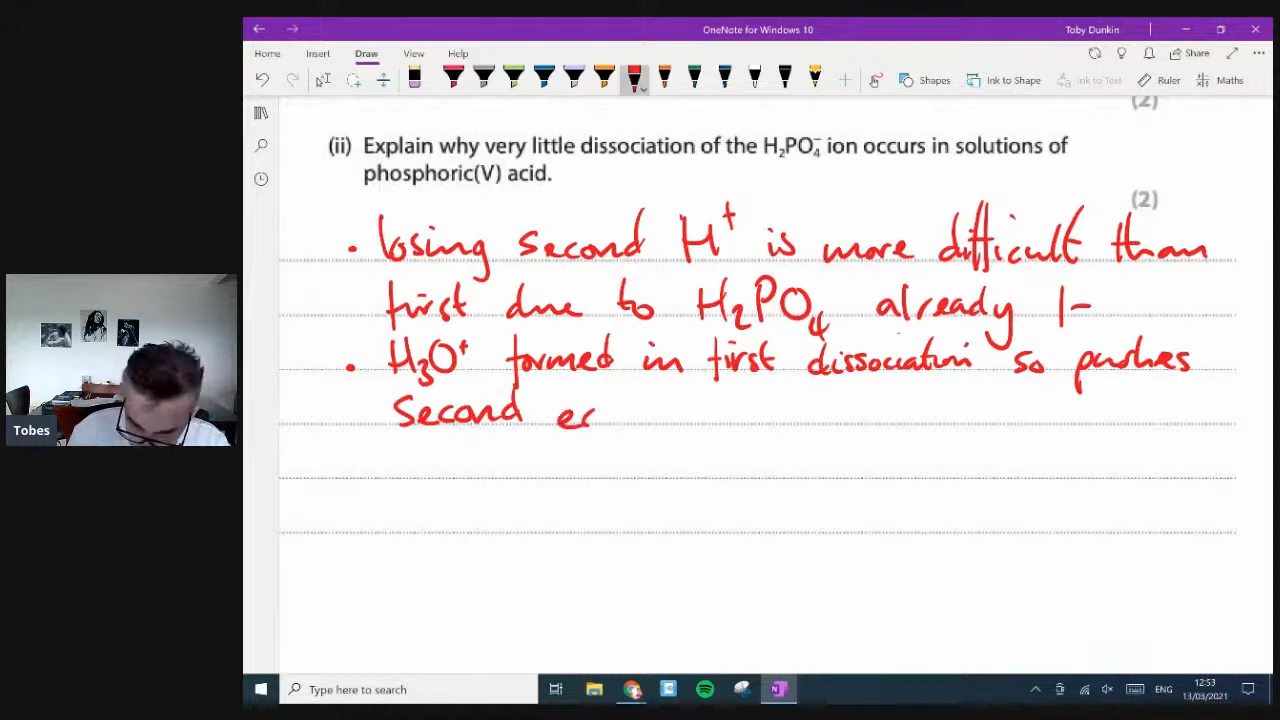 OneNote for Windows 10
Toby Dunkin
Home Insert Draw View Help
Share
Shapes Ink to Shape Ink to Text Ruler Maths
(2)
(ii) Explain why very little dissociation of the H₂PO₄⁻ ion occurs in solutions of
phosphoric(V) acid.
(2)
• losing second H⁺ is more difficult than
first due to H₂PO₄ already 1-
• H₃O⁺ formed in first dissociation so pushes
second eq
Tobes
Type here to search
ENG
12:53
13/03/2021